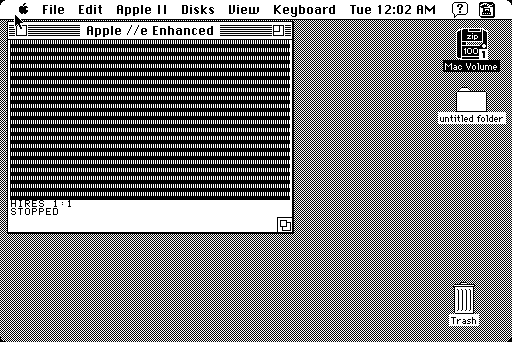 File Edit Apple II Disks View Keyboard Tue 12:02 AM
Apple //e Enhanced
zip
100
1
Mac Volume
untitled folder
HIRES 1:1
STOPPED
Trash